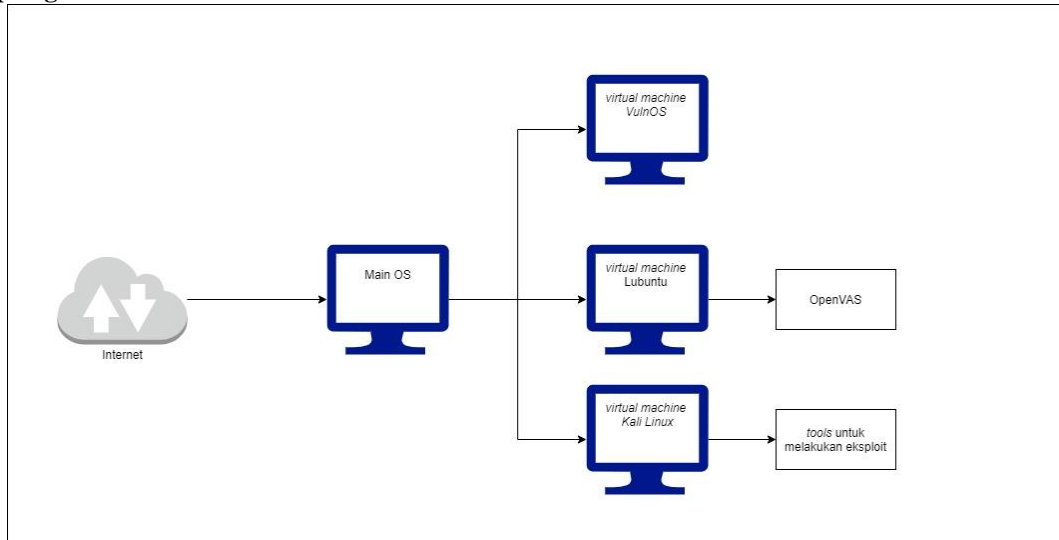 virtual machine
VulnOS
Main OS
virtual machine
Lubuntu
OpenVAS
Internet
virtual machine
Kali Linux
tools untuk
melakukan eksploit